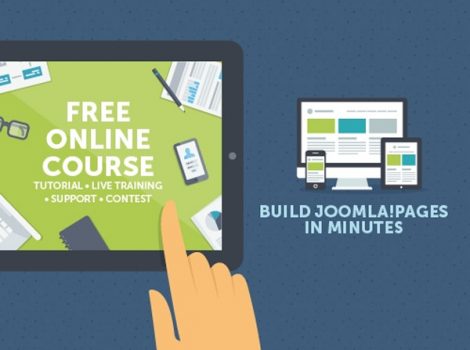 FREE
ONLINE
COURSE
TUTORIAL • LIVE TRAINING
• SUPPORT • CONTEST
BUILD JOOMLA!PAGES
IN MINUTES